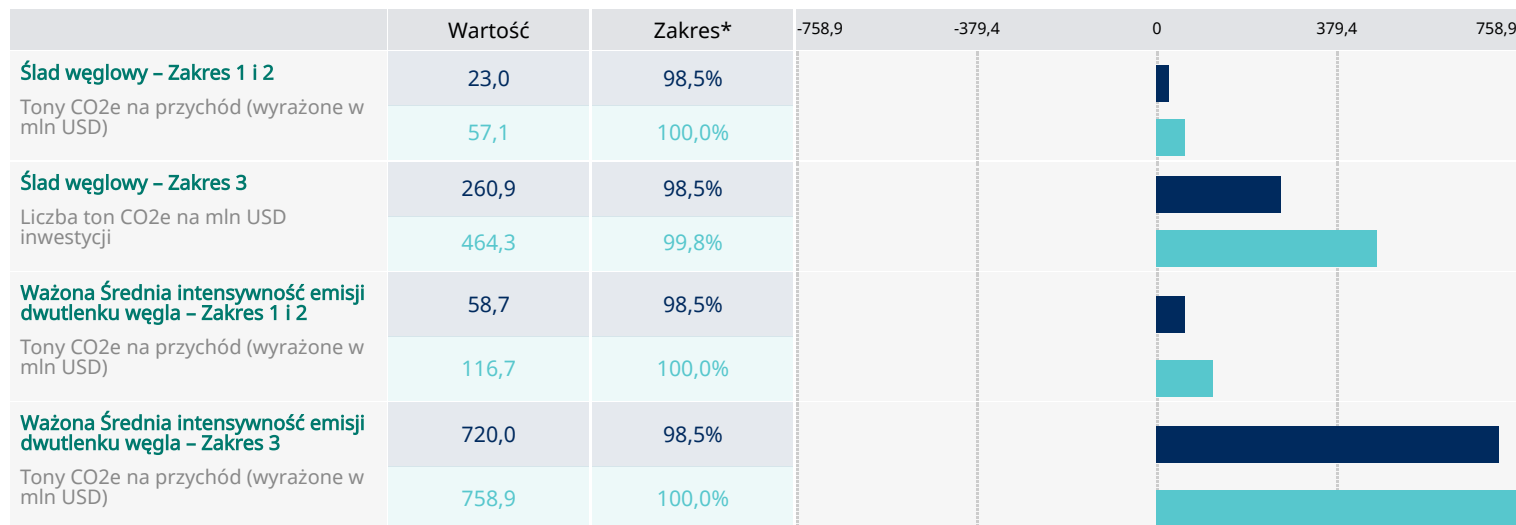 Wartość Zakres* -758,9 -379,4 0 379,4 758,9
Ślad węglowy – Zakres 1 i 2
Tony CO2e na przychód (wyrażone w
mln USD)
23,0 98,5%
57,1 100,0%
Ślad węglowy – Zakres 3
Liczba ton CO2e na mln USD
inwestycji
260,9 98,5%
464,3 99,8%
Ważona Średnia intensywność emisji
dwutlenku węgla – Zakres 1 i 2
Tony CO2e na przychód (wyrażone w
mln USD)
58,7 98,5%
116,7 100,0%
Ważona Średnia intensywność emisji
dwutlenku węgla – Zakres 3
Tony CO2e na przychód (wyrażone w
mln USD)
720,0 98,5%
758,9 100,0%